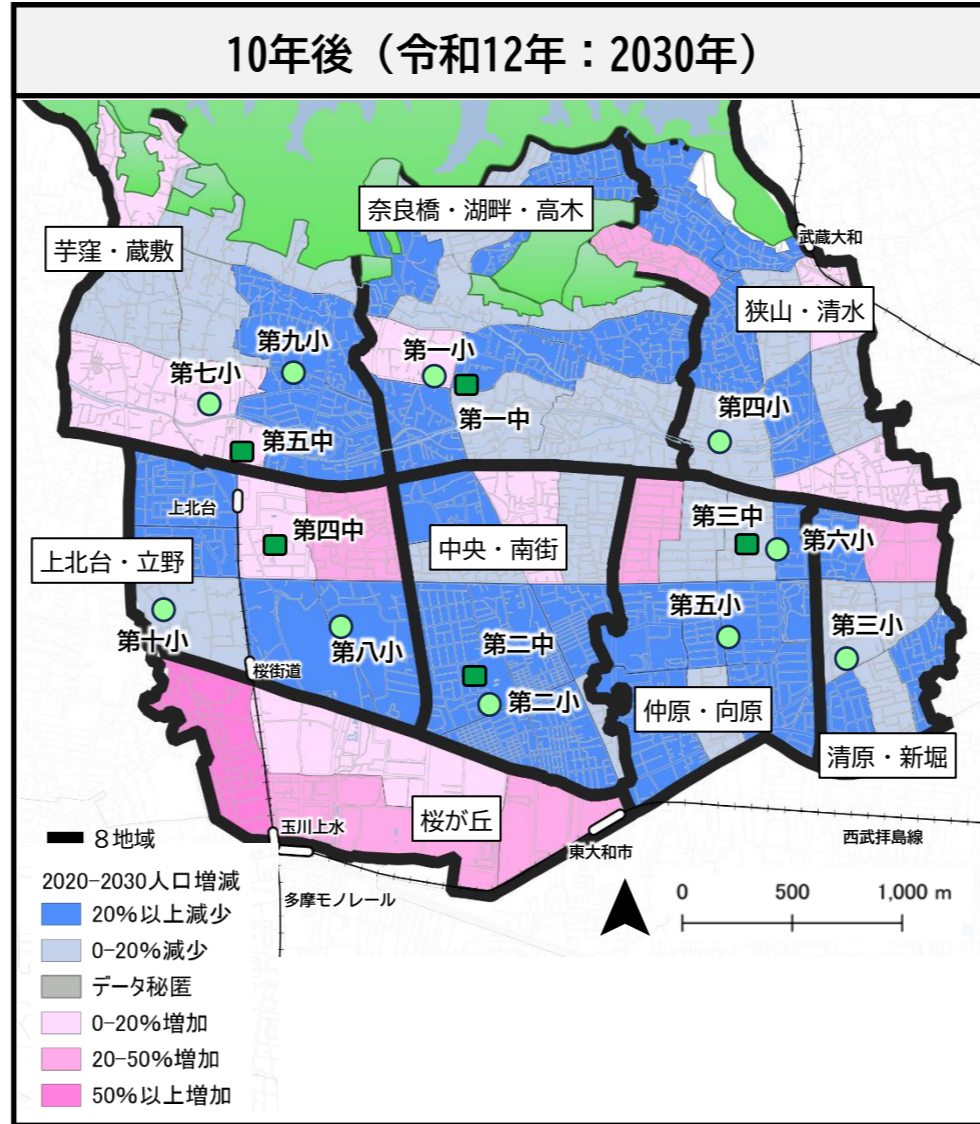 10年後（令和12年：2030年）
奈良橋・湖畔・高木
芋窪・蔵敷
武蔵大和
狭山・清水
第九小
第一小
第七小
第四小
第一中
第五中
上北台
第四中
中央・南街
第三中
第六小
上北台・立野
第五小
第三小
第十小
第八小
第二中
桜街道
第二小
仲原・向原
清原・新堀
桜が丘
玉川上水
東大和市
西武拝島線
多摩モノレール
0 500 1,000 m
８地域
2020-2030人口増減
20%以上減少
0-20%減少
データ秘匿
0-20%増加
20-50%増加
50%以上増加